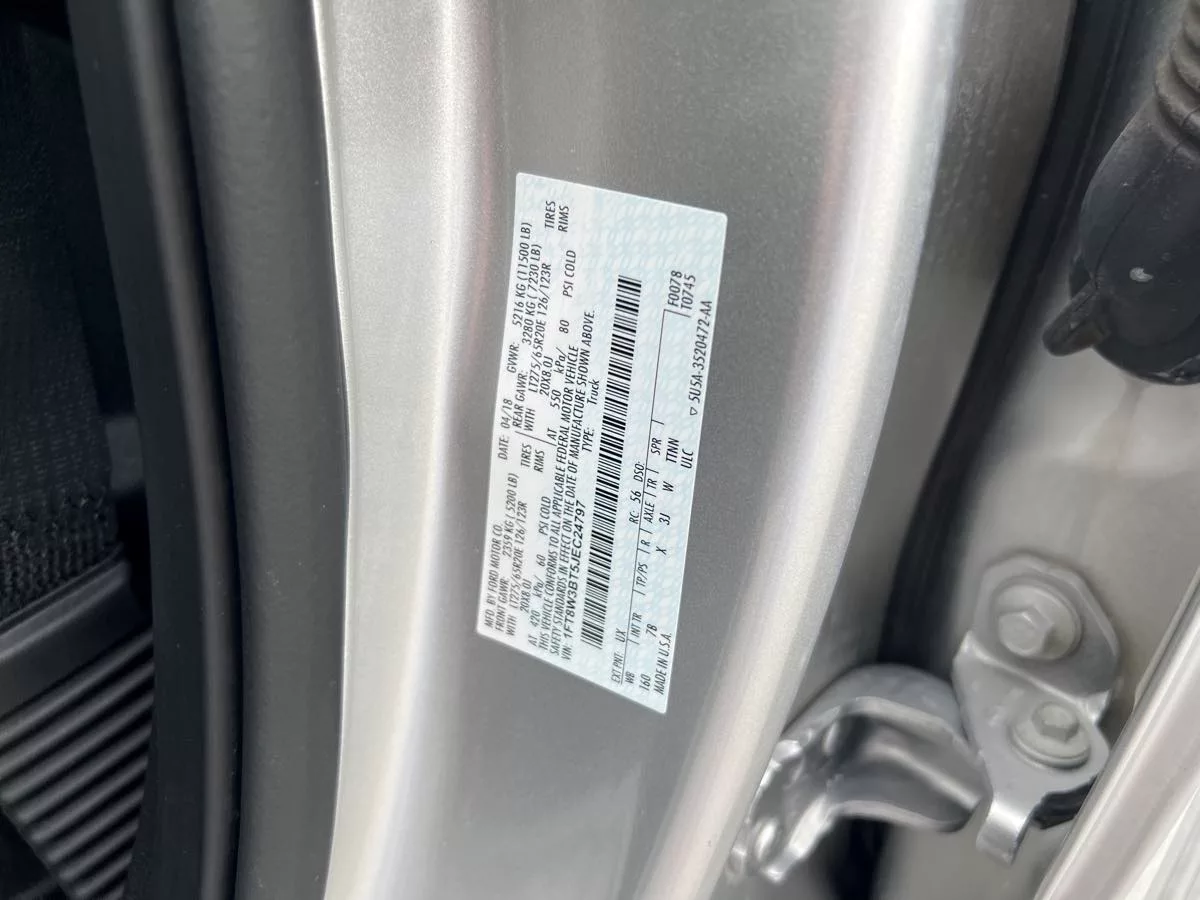 MFD. BY FORD MOTOR CO.
DATE: 04/18 GVWR: 5216 KG (11500 LB)
FRONT GAWR: 2359 KG ( 5200 LB) REAR GAWR: 3280 KG ( 7230 LB)
WITH LT275/65R20E 126/123R TIRES WITH LT275/65R20E 126/123R TIRES
20X8.0J RIMS 20X8.0J RIMS
AT 420 kPa/ 60 PSI COLD AT 550 kPa/ 80 PSI COLD
THIS VEHICLE CONFORMS TO ALL APPLICABLE FEDERAL MOTOR VEHICLE
SAFETY STANDARDS IN EFFECT ON THE DATE OF MANUFACTURE SHOWN ABOVE.
VIN: 1FT8W3BT5JEC24797 TYPE: Truck
EXT PNT: UX RC: 56 DSO:
WB INT TR TP/PS R AXLE TR SPR F0078
160 7B V X 3J W TTMN T0745
MADE IN U.S.A. ULC ▽ 5U5A-3520472-AA